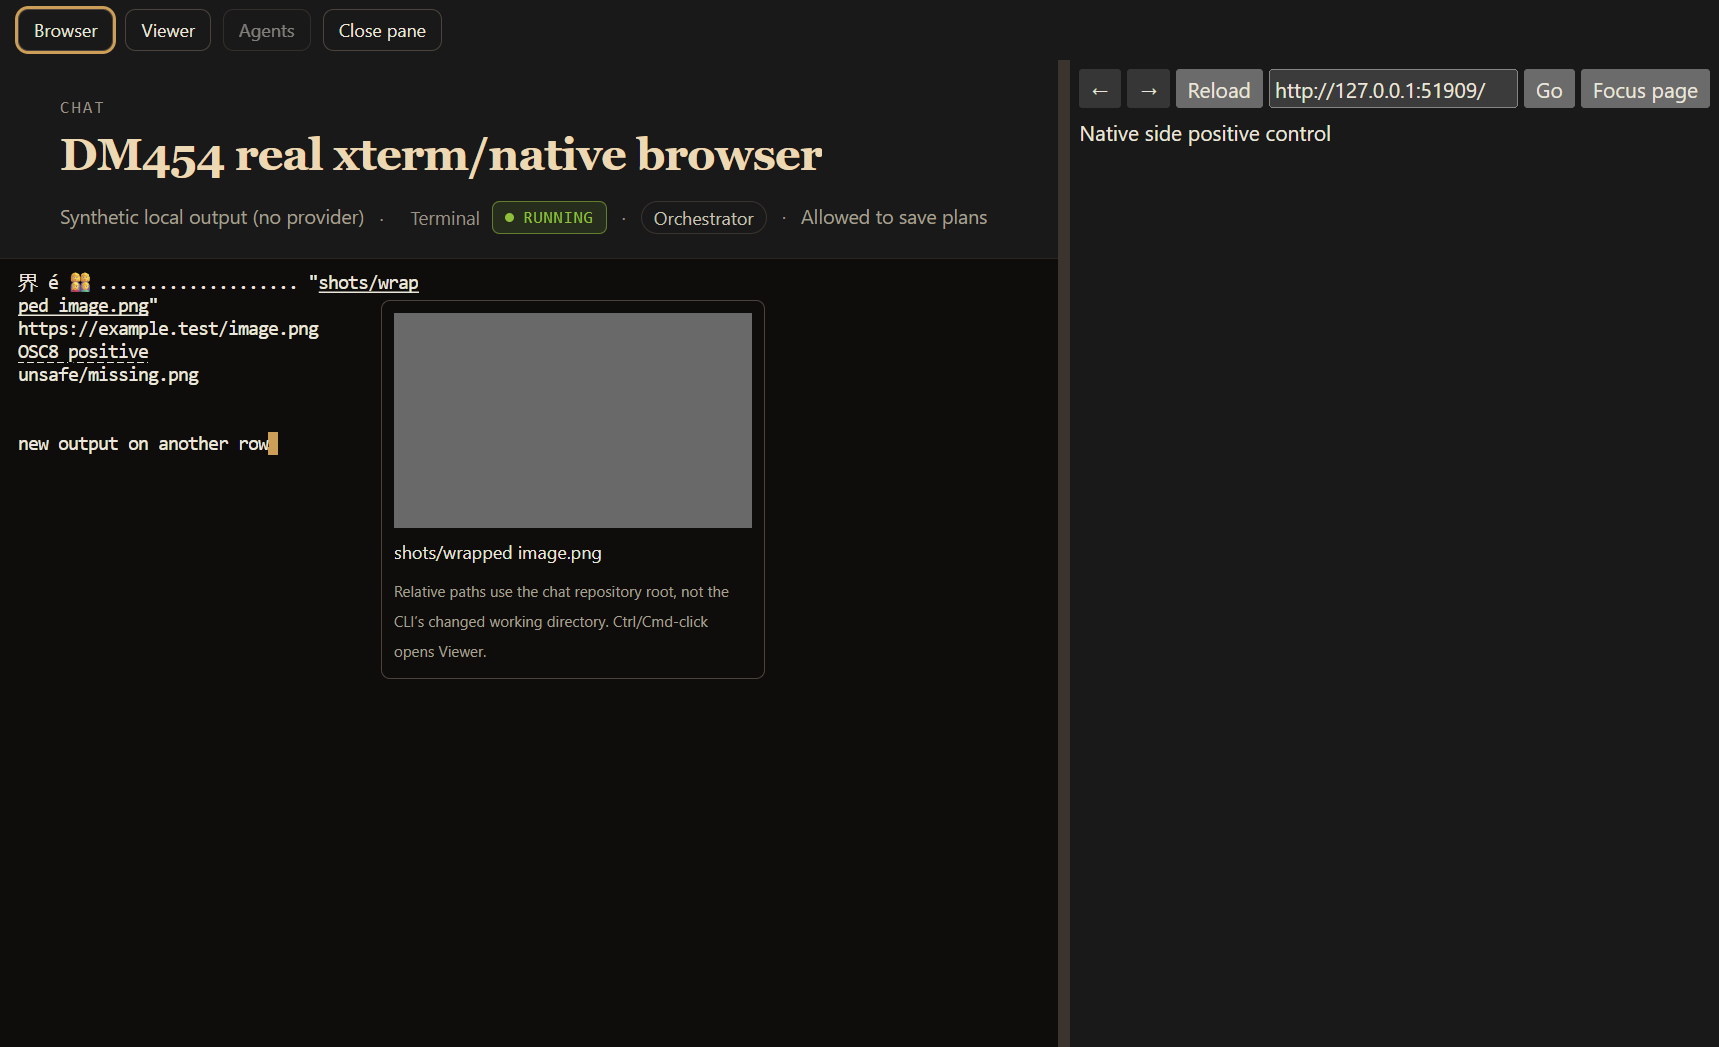 Browser Viewer Agents Close pane
CHAT
DM454 real xterm/native browser
Synthetic local output (no provider) · Terminal ● RUNNING · Orchestrator · Allowed to save plans
界 é 👨‍👩‍👧‍👦 .................... "shots/wrap
ped image.png"
https://example.test/image.png
OSC8 positive
unsafe/missing.png
new output on another row
shots/wrapped image.png
Relative paths use the chat repository root, not the
CLI’s changed working directory. Ctrl/Cmd-click
opens Viewer.
← → Reload http://127.0.0.1:51909/ Go Focus page
Native side positive control